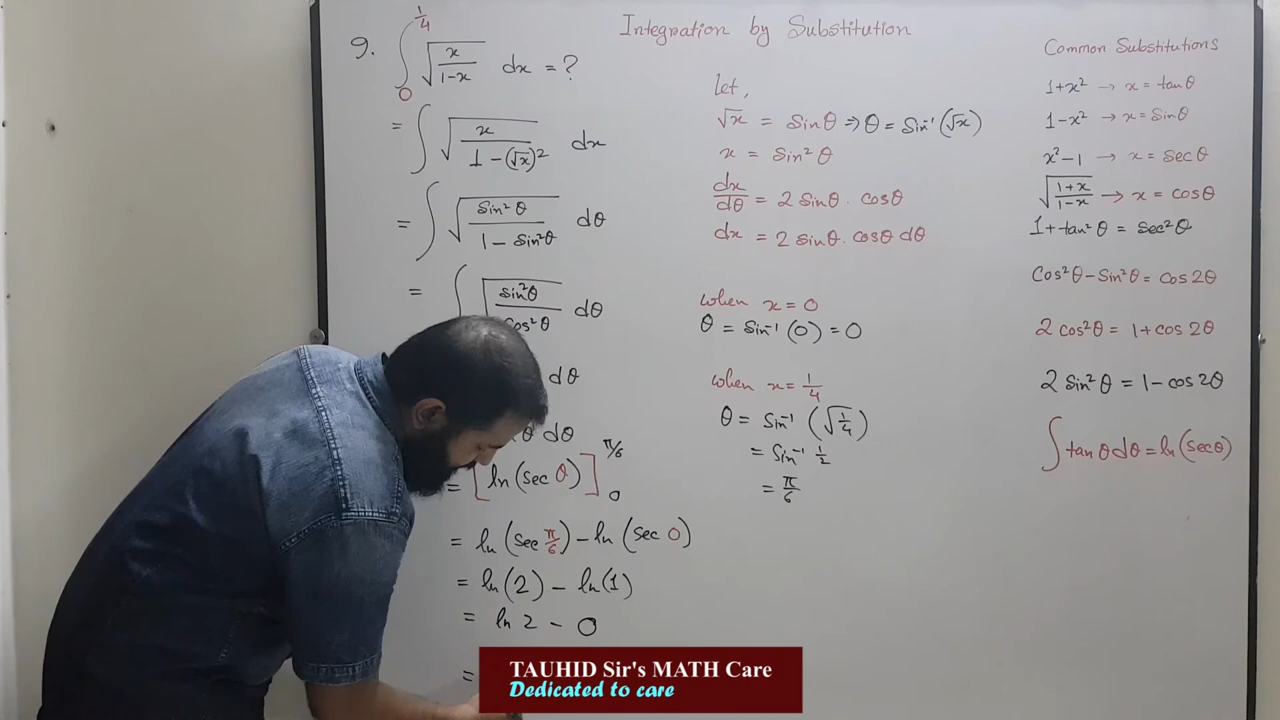 Integration by Substitution
9. ∫₀^{1/4} √(x/(1-x)) dx = ?
= ∫ √(x/(1-(√x)²)) dx
= ∫ √(Sin²θ/(1-Sin²θ)) dθ
= ∫ √(Sin²θ/Cos²θ) dθ
dθ
θ dθ
= [ln(sec θ)]₀^{π/6}
= ln(sec π/6) - ln(sec 0)
= ln(2) - ln(1)
= ln 2 - 0
=
let,
√x = Sinθ ⇒ θ = Sin⁻¹(√x)
x = Sin²θ
dx/dθ = 2 Sinθ. cosθ
dx = 2 sinθ. cosθ dθ
when x = 0
θ = Sin⁻¹(0) = 0
when x = 1/4
θ = Sin⁻¹(√(1/4))
= Sin⁻¹ 1/2
= π/6
Common Substitutions
1+x² → x = tanθ
1-x² → x = sinθ
x²-1 → x = secθ
√((1+x)/(1-x)) → x = cosθ
1+tan²θ = sec²θ
Cos²θ-Sin²θ = cos2θ
2 cos²θ = 1+cos 2θ
2 Sin²θ = 1-cos 2θ
∫tanθdθ = ln(secθ)
TAUHID Sir's MATH Care
Dedicated to care